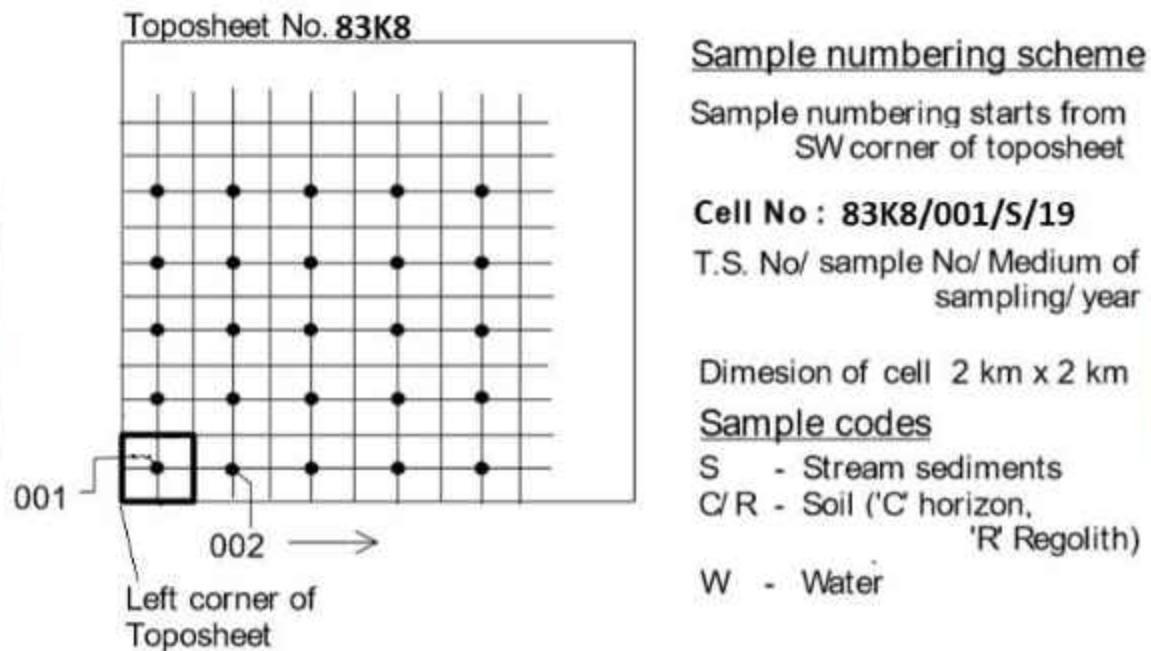 Toposheet No. 83K8
001
002
Left corner of
Toposheet
Sample numbering scheme
Sample numbering starts from
SW corner of toposheet
Cell No : 83K8/001/S/19
T.S. No/ sample No/ Medium of
sampling/ year
Dimesion of cell 2 km x 2 km
Sample codes
S - Stream sediments
C/R - Soil ('C' horizon,
'R' Regolith)
W - Water